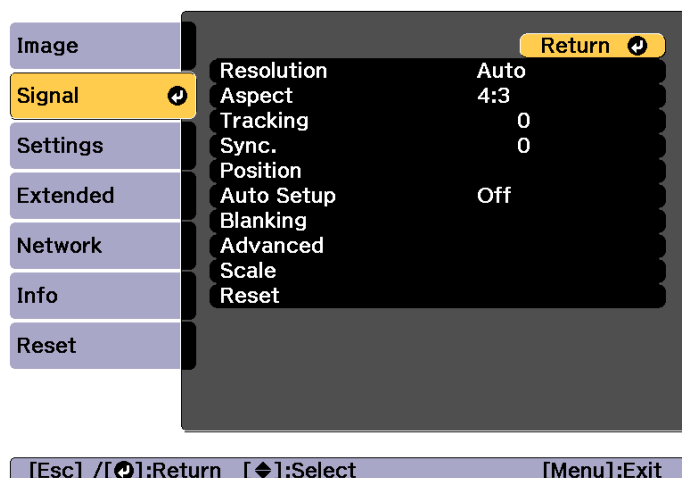 Image
Signal
Settings
Extended
Network
Info
Reset
Return
Resolution Auto
Aspect 4:3
Tracking 0
Sync. 0
Position
Auto Setup Off
Blanking
Advanced
Scale
Reset
[Esc] /[⏎]:Return [◆]:Select [Menu]:Exit